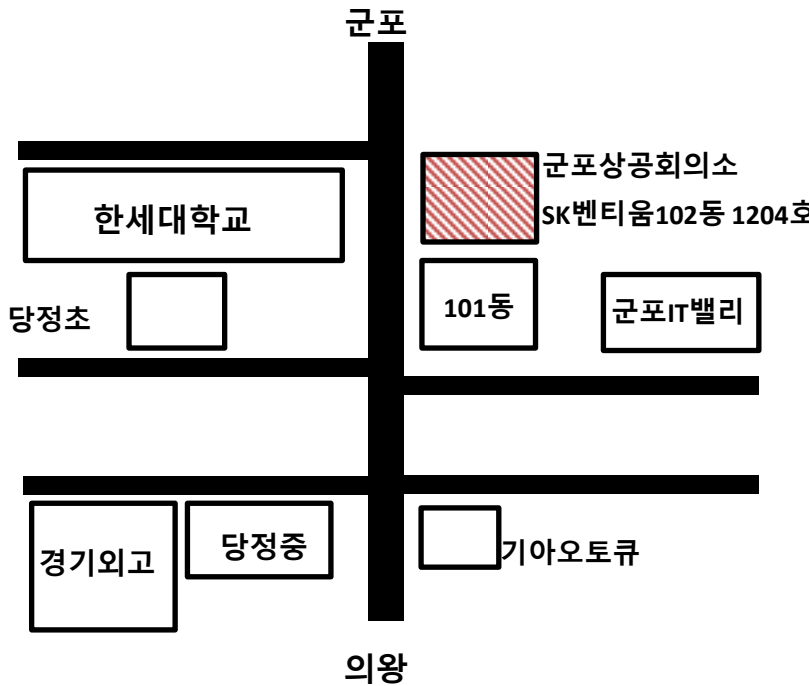 군포
군포상공회의소
SK벤티움102동 1204호
한세대학교
당정초
101동
군포IT밸리
경기외고
당정중
기아오토큐
의왕